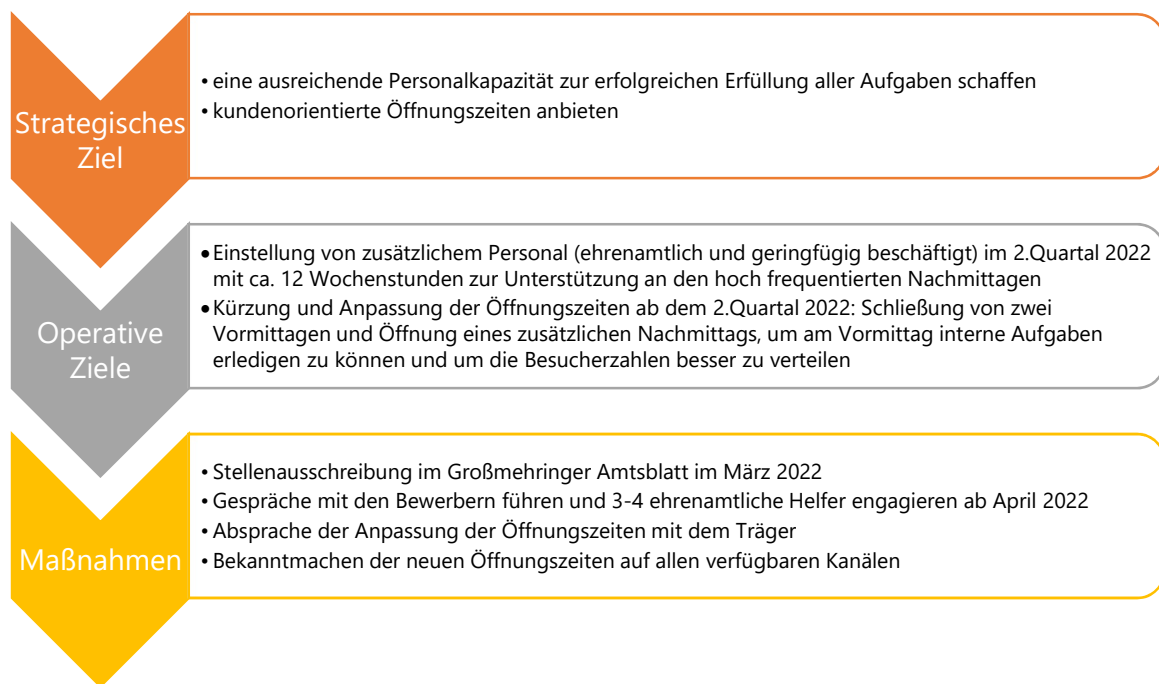 Strategisches
Ziel
• eine ausreichende Personalkapazität zur erfolgreichen Erfüllung aller Aufgaben schaffen
• kundenorientierte Öffnungszeiten anbieten
Operative
Ziele
• Einstellung von zusätzlichem Personal (ehrenamtlich und geringfügig beschäftigt) im 2.Quartal 2022
mit ca. 12 Wochenstunden zur Unterstützung an den hoch frequentierten Nachmittagen
• Kürzung und Anpassung der Öffnungszeiten ab dem 2.Quartal 2022: Schließung von zwei
Vormittagen und Öffnung eines zusätzlichen Nachmittags, um am Vormittag interne Aufgaben
erledigen zu können und um die Besucherzahlen besser zu verteilen
Maßnahmen
• Stellenausschreibung im Großmehringer Amtsblatt im März 2022
• Gespräche mit den Bewerbern führen und 3-4 ehrenamtliche Helfer engagieren ab April 2022
• Absprache der Anpassung der Öffnungszeiten mit dem Träger
• Bekanntmachen der neuen Öffnungszeiten auf allen verfügbaren Kanälen